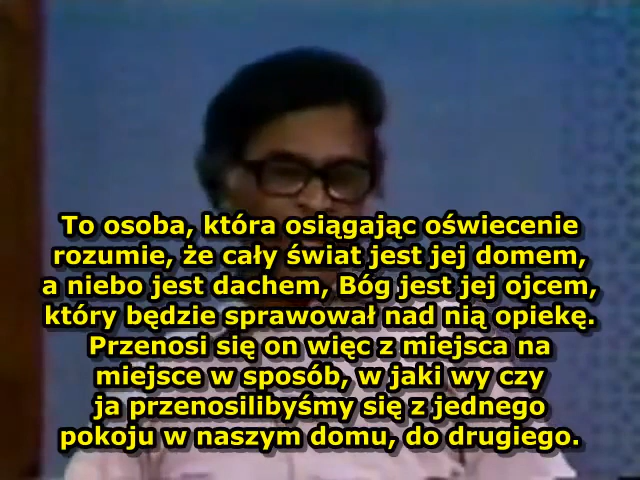 To osoba, która osiągając oświecenie
rozumie, że cały świat jest jej domem,
a niebo jest dachem, Bóg jest jej ojcem,
który będzie sprawował nad nią opiekę.
Przenosi się on więc z miejsca na
miejsce w sposób, w jaki wy czy
ja przenosilibyśmy się z jednego
pokoju w naszym domu, do drugiego.